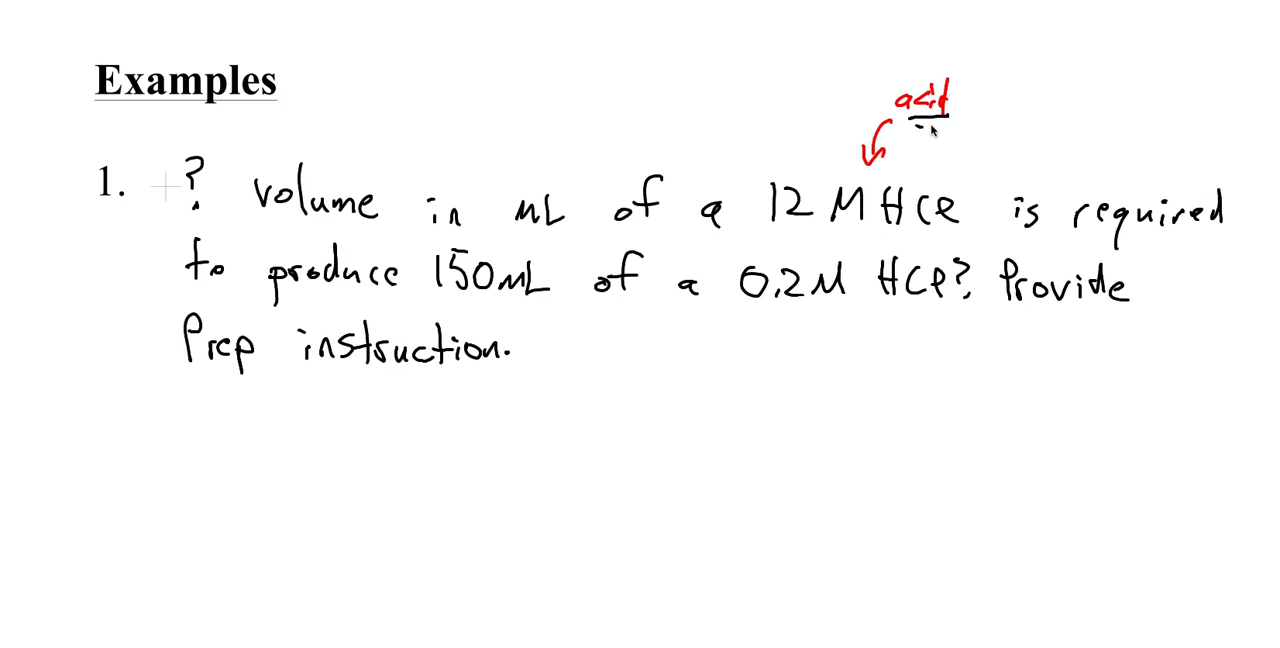 Examples
acid
1. ? volume in mL of a 12 M HCl is required
to produce 150mL of a 0.2M HCl? Provide
Prep instruction.